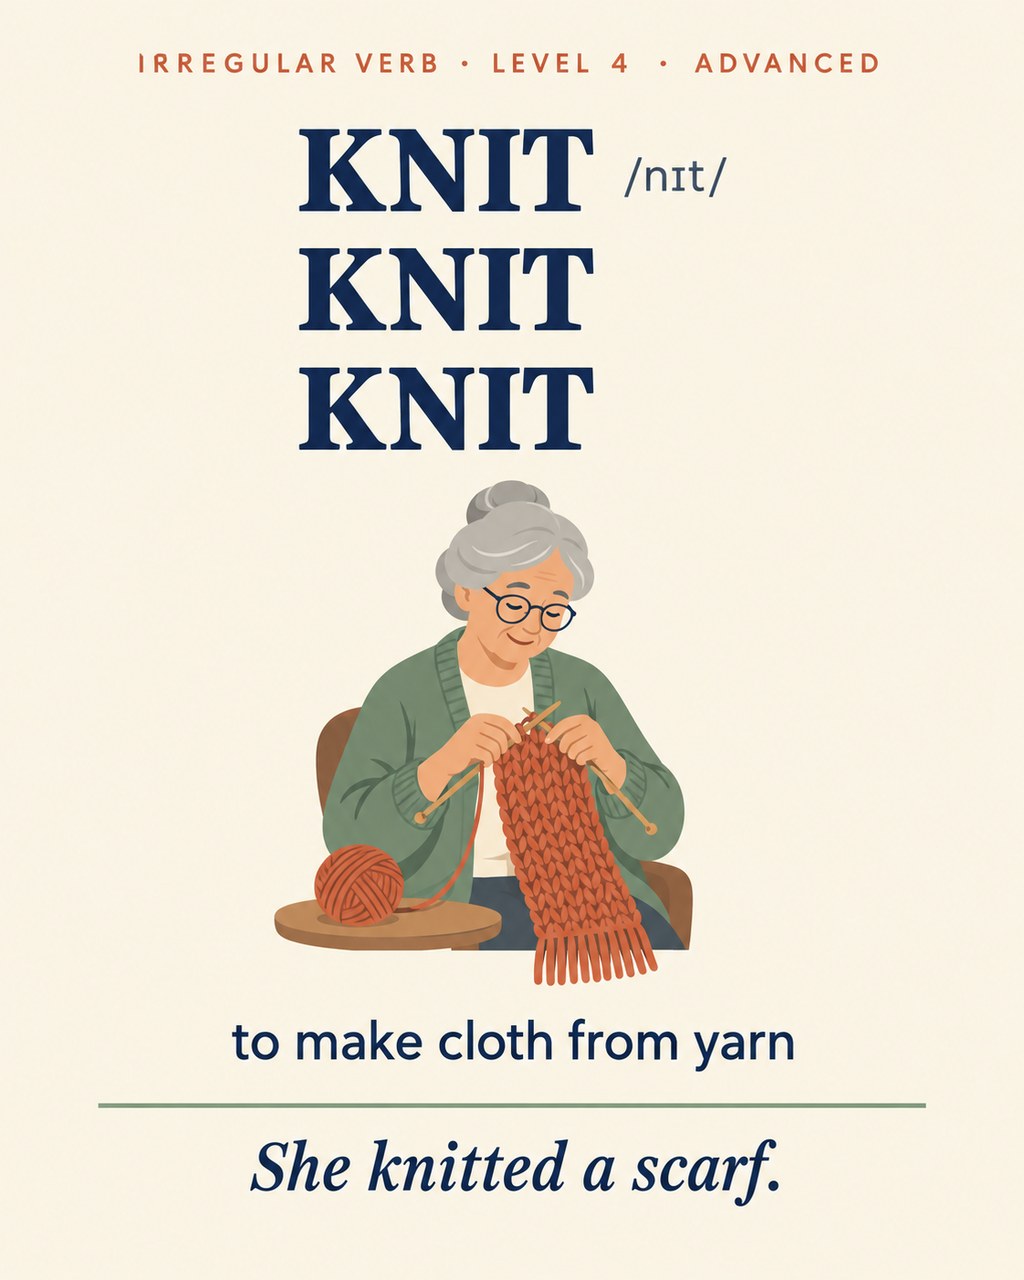 IRREGULAR VERB · LEVEL 4 · ADVANCED
KNIT /nɪt/
KNIT
KNIT
to make cloth from yarn
She knitted a scarf.